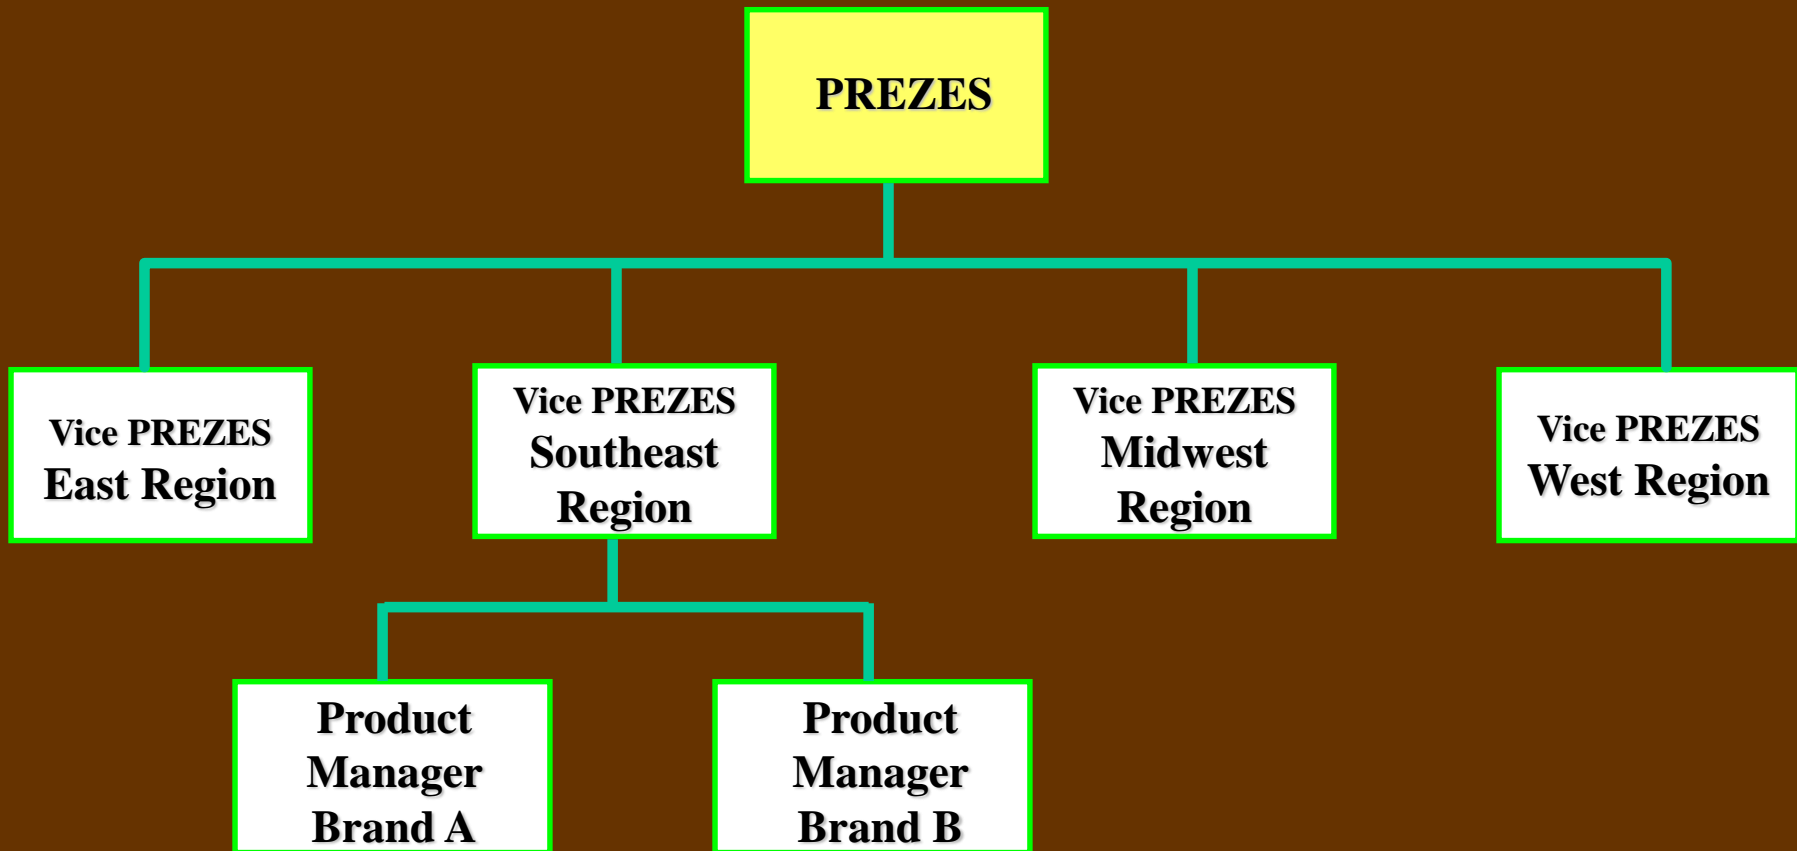 PREZES
Vice PREZES
East Region
Vice PREZES
Southeast
Region
Vice PREZES
Midwest
Region
Vice PREZES
West Region
Product
Manager
Brand A
Product
Manager
Brand B